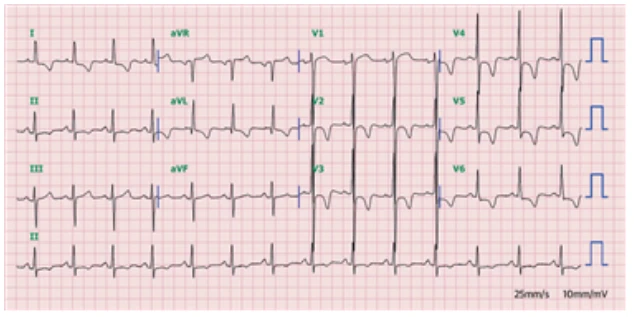 I aVR V1 V4
II aVL V2 V5
III aVF V3 V6
II
25mm/s 10mm/mV